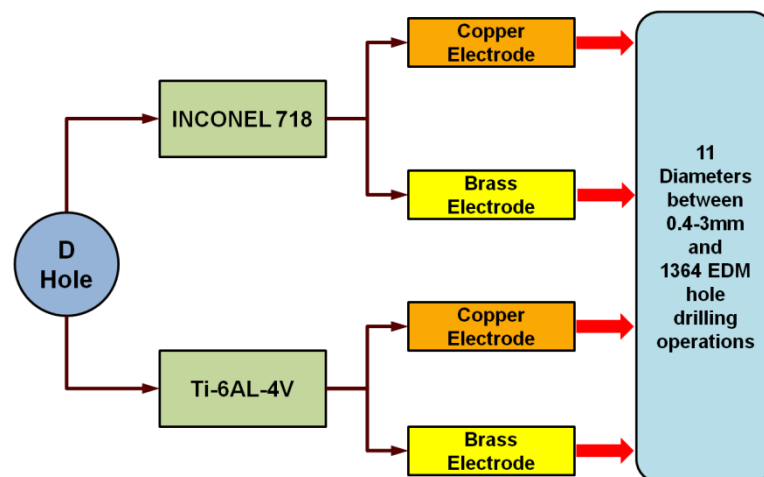 D
Hole
INCONEL 718
Ti-6AL-4V
Copper
Electrode
Brass
Electrode
Copper
Electrode
Brass
Electrode
11
Diameters
between
0.4-3mm
and
1364 EDM
hole
drilling
operations